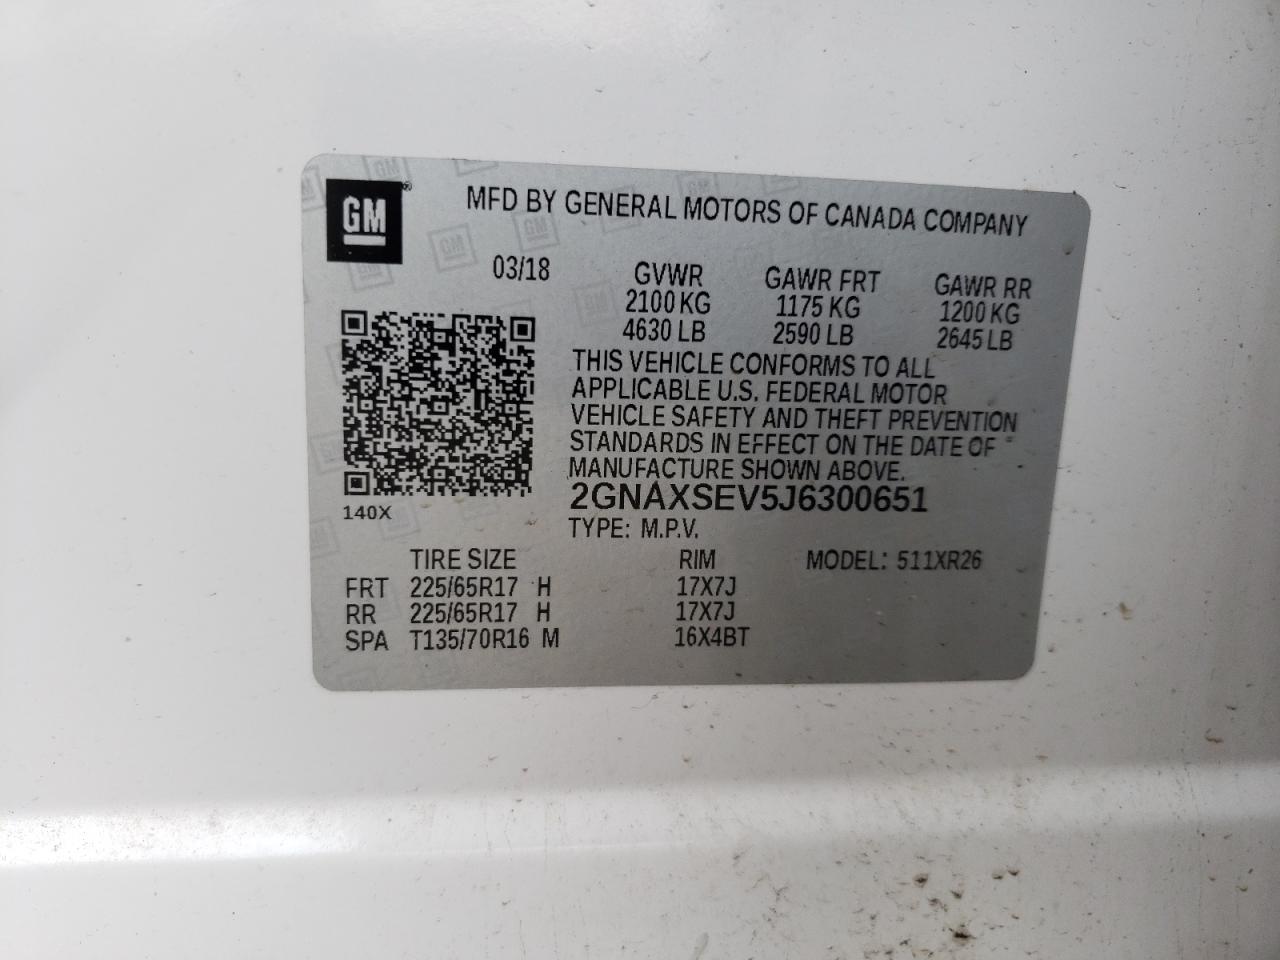 GM
MFD BY GENERAL MOTORS OF CANADA COMPANY
03/18 GVWR GAWR FRT GAWR RR
2100 KG 1175 KG 1200 KG
4630 LB 2590 LB 2645 LB
THIS VEHICLE CONFORMS TO ALL
APPLICABLE U.S. FEDERAL MOTOR
VEHICLE SAFETY AND THEFT PREVENTION
STANDARDS IN EFFECT ON THE DATE OF
MANUFACTURE SHOWN ABOVE.
2GNAXSEV5J6300651
140X
TYPE: M.P.V.
TIRE SIZE RIM MODEL: 511XR26
FRT 225/65R17 H 17X7J
RR 225/65R17 H 17X7J
SPA T135/70R16 M 16X4BT